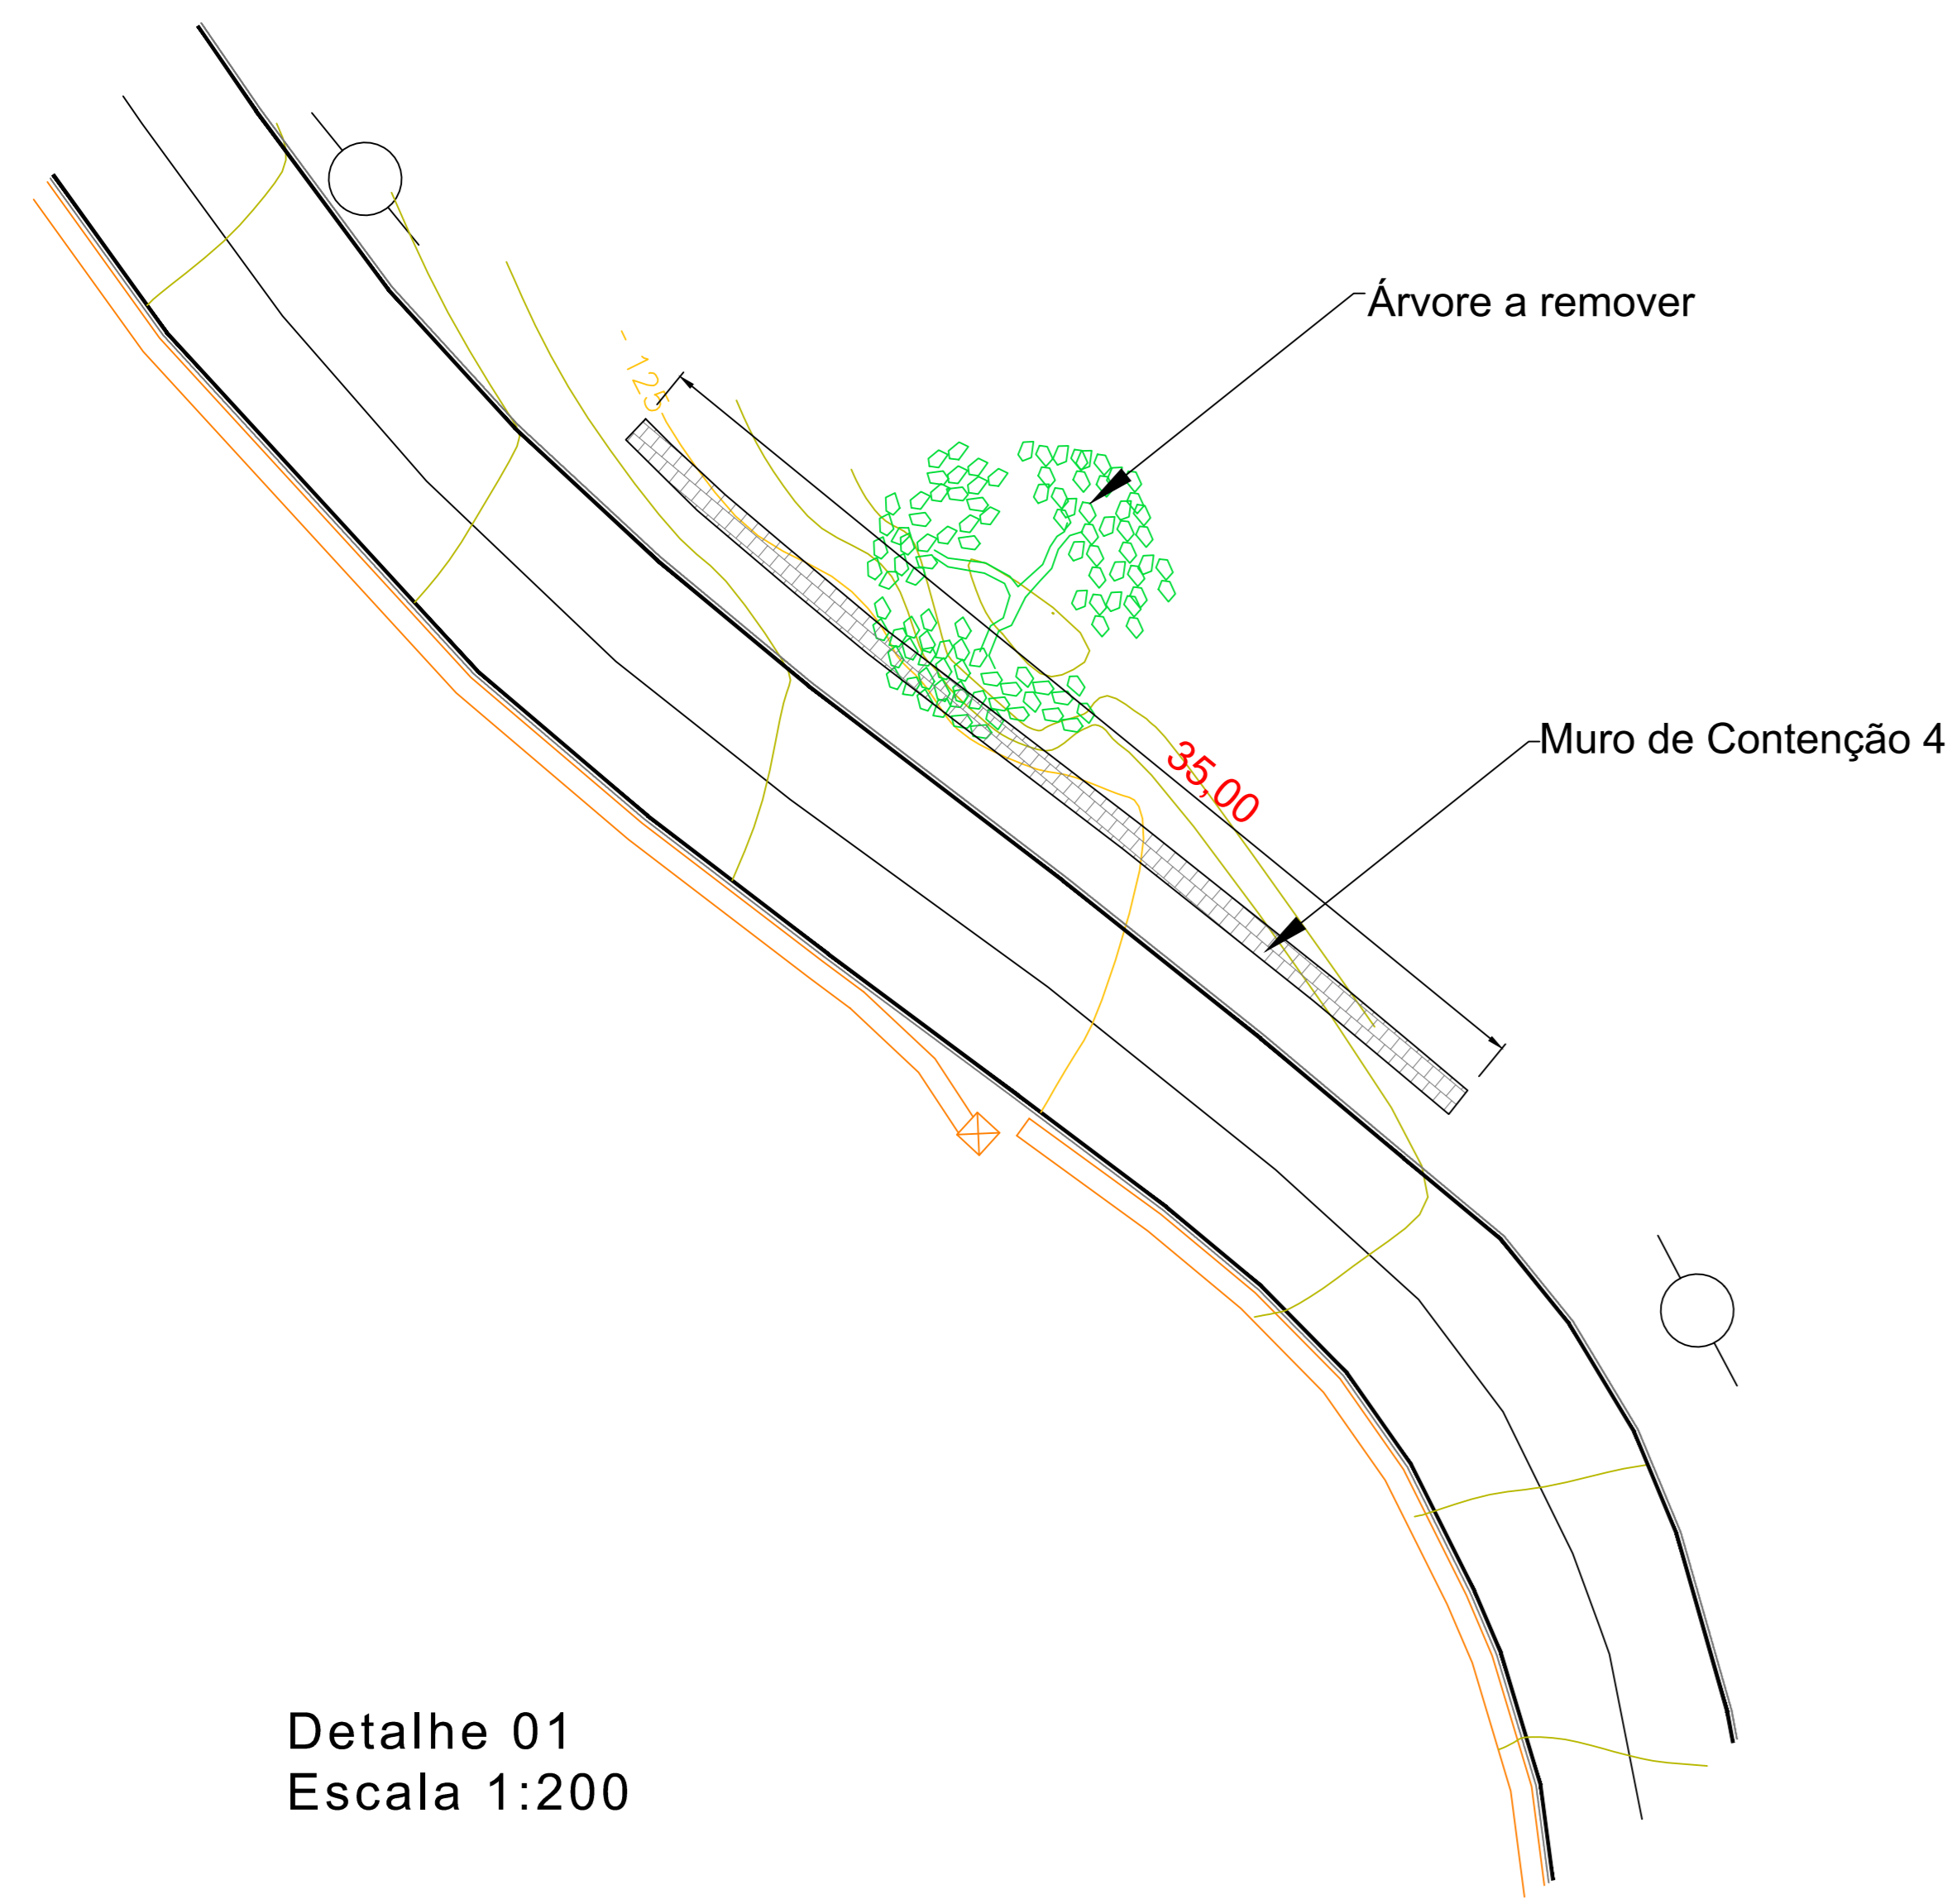 Árvore a remover
- 125
Muro de Contenção 4
35,00
Detalhe 01
Escala 1:200